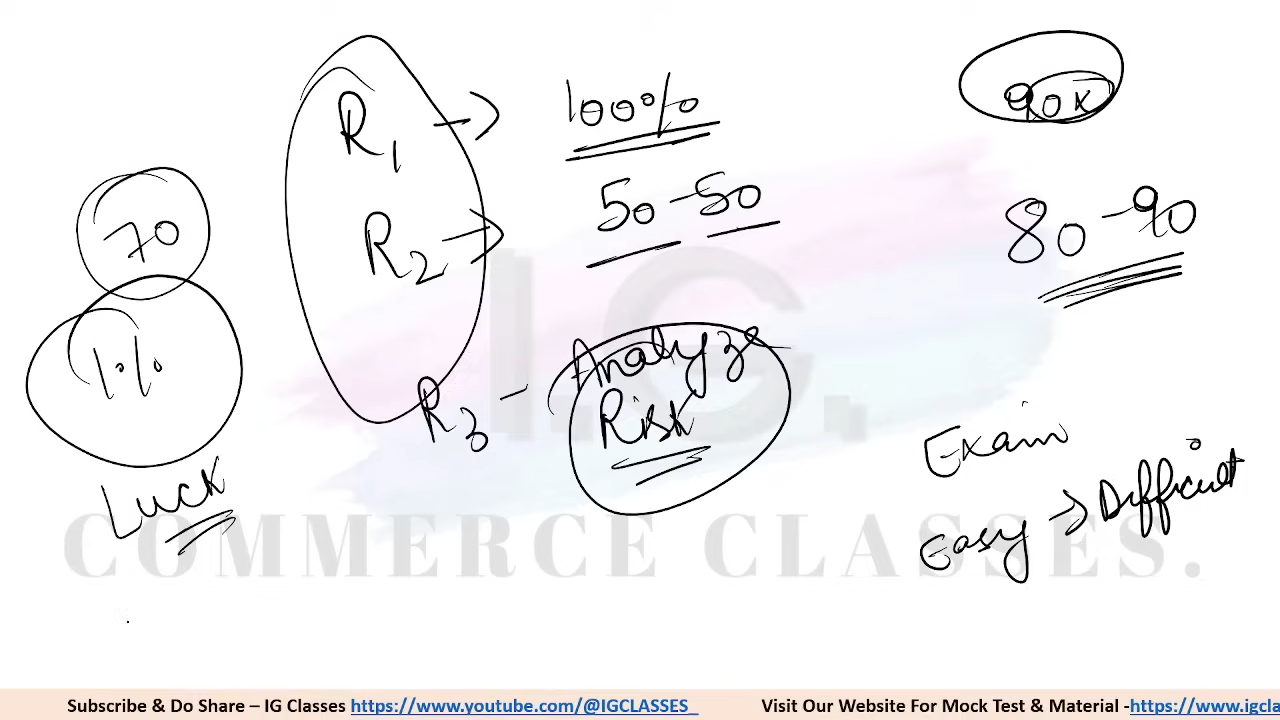 R1 → 100%
90x
R2 → 50-50
80-90
70
1%
Luck
R3 - Analyze
Risk
Exam
Easy → Difficult
I.G.
COMMERCE CLASSES.
Subscribe & Do Share – IG Classes https://www.youtube.com/@IGCLASSES_
Visit Our Website For Mock Test & Material -https://www.igcla